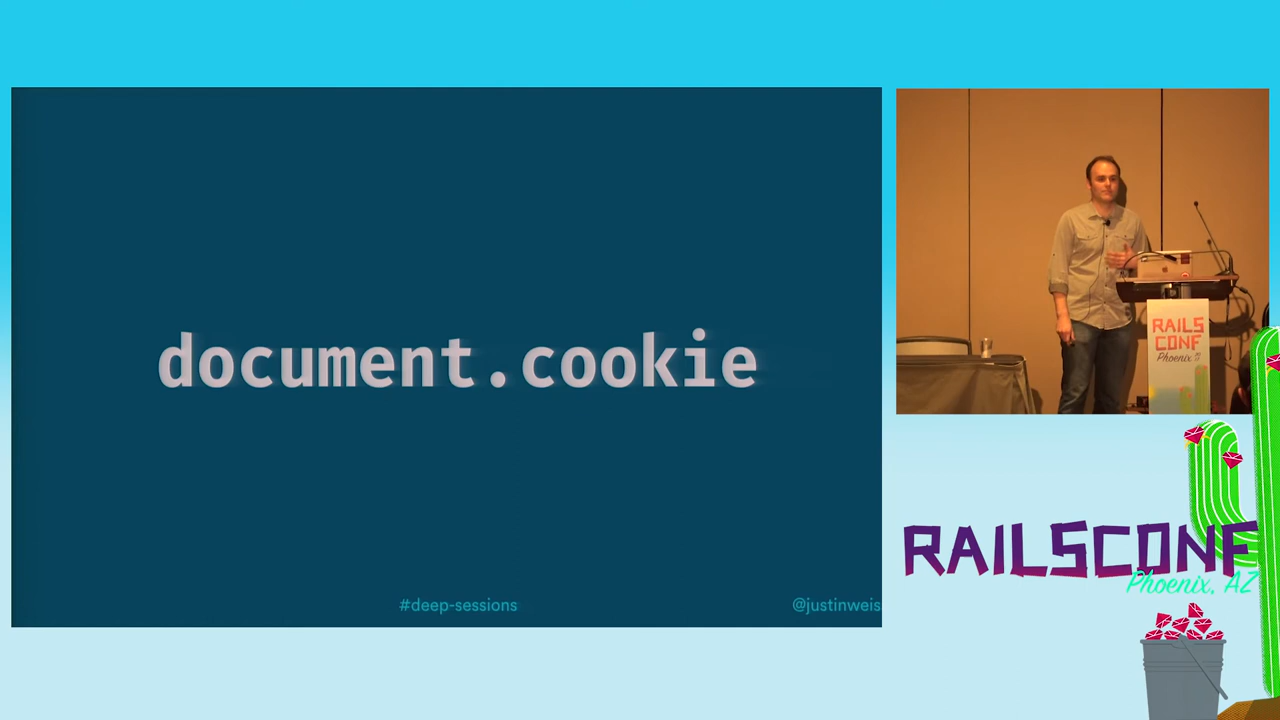 document.cookie
#deep-sessions
@justinweis
RAILS
CONF
Phoenix
RAILSCONF
Phoenix, AZ